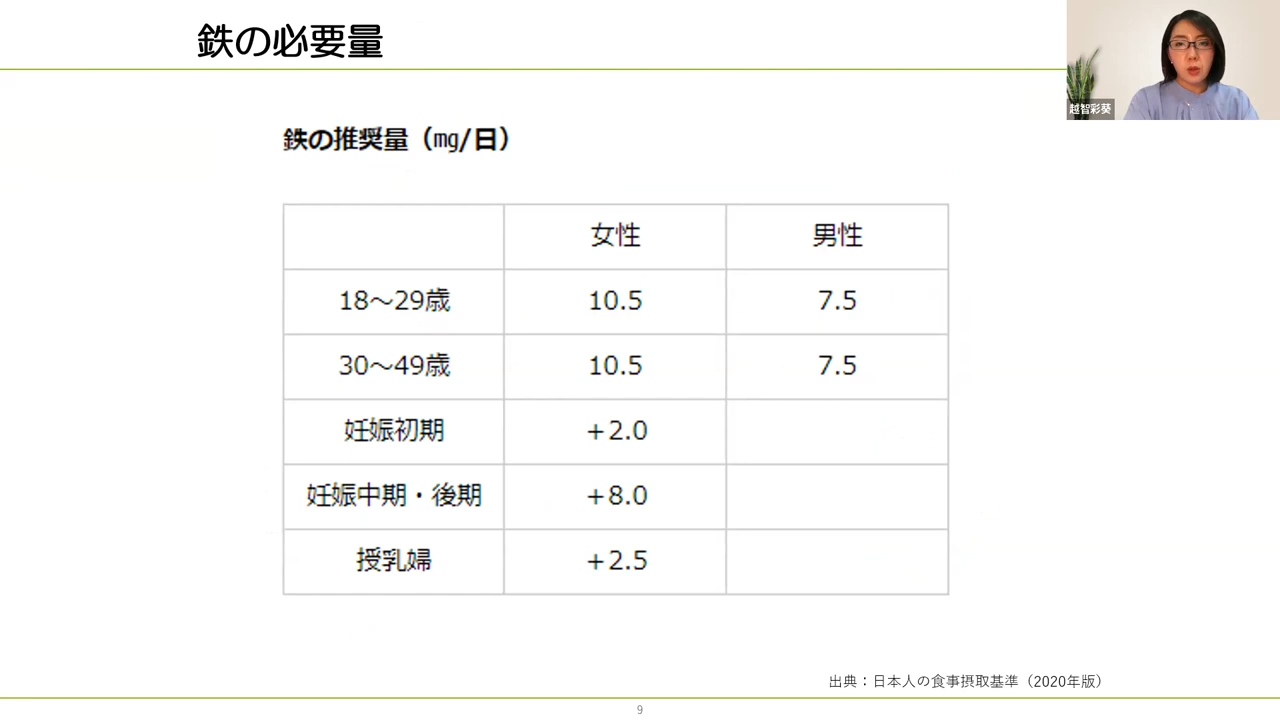 鉄の必要量
越智彩葵
鉄の推奨量（mg/日）
女性 男性
18～29歳 10.5 7.5
30～49歳 10.5 7.5
妊娠初期 +2.0
妊娠中期・後期 +8.0
授乳婦 +2.5
出典：日本人の食事摂取基準（2020年版）
9